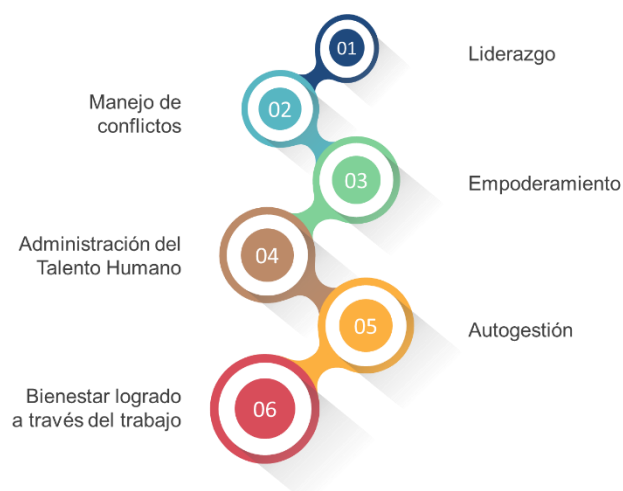 01
Liderazgo
Manejo de
conflictos
02
03
Empoderamiento
Administración del
Talento Humano
04
05
Autogestión
Bienestar logrado
a través del trabajo
06